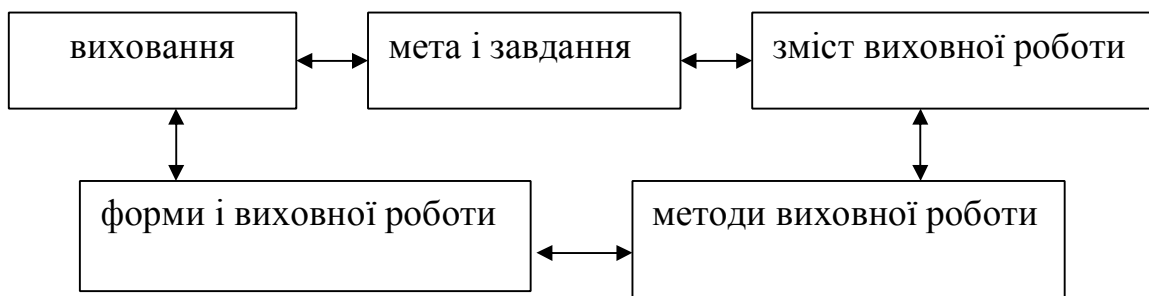 виховання
мета і завдання
зміст виховної роботи
форми і виховної роботи
методи виховної роботи